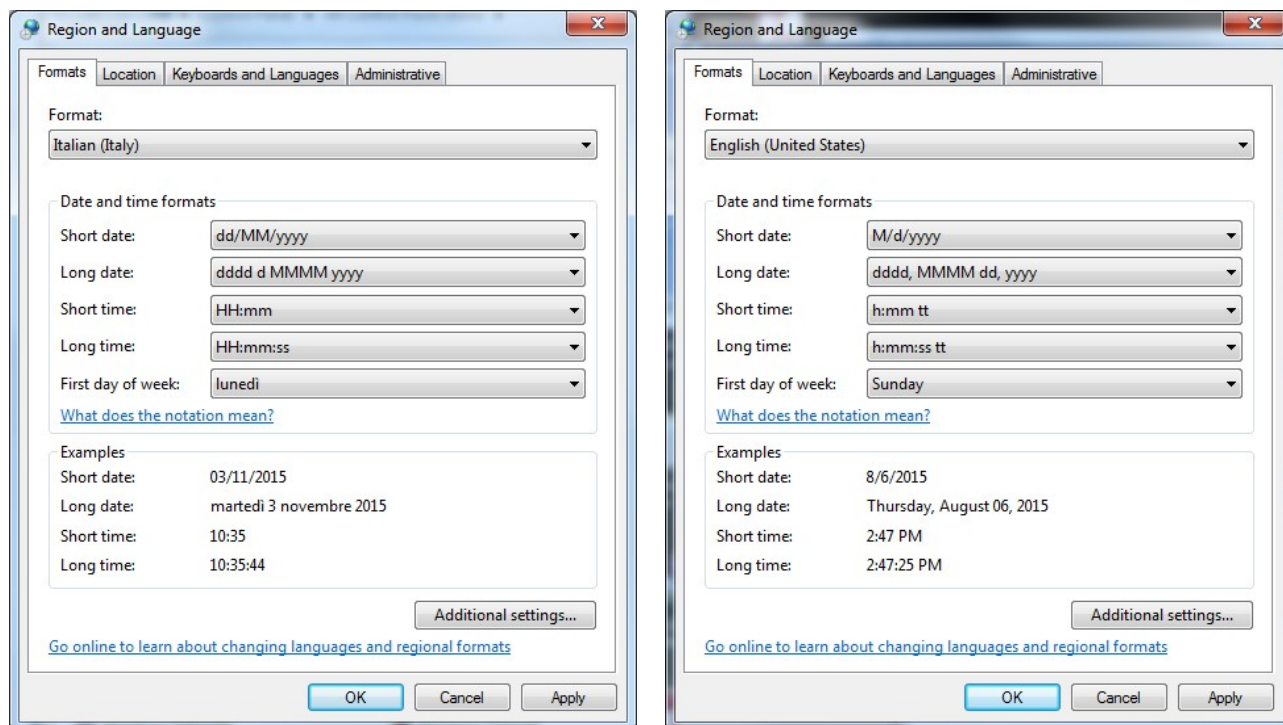 Region and Language
Formats Location Keyboards and Languages Administrative
Format:
Italian (Italy)
Date and time formats
Short date: dd/MM/yyyy
Long date: dddd d MMMM yyyy
Short time: HH:mm
Long time: HH:mm:ss
First day of week: lunedì
What does the notation mean?
Examples
Short date: 03/11/2015
Long date: martedì 3 novembre 2015
Short time: 10:35
Long time: 10:35:44
Additional settings...
Go online to learn about changing languages and regional formats
OK Cancel Apply
Region and Language
Formats Location Keyboards and Languages Administrative
Format:
English (United States)
Date and time formats
Short date: M/d/yyyy
Long date: dddd, MMMM dd, yyyy
Short time: h:mm tt
Long time: h:mm:ss tt
First day of week: Sunday
What does the notation mean?
Examples
Short date: 8/6/2015
Long date: Thursday, August 06, 2015
Short time: 2:47 PM
Long time: 2:47:25 PM
Additional settings...
Go online to learn about changing languages and regional formats
OK Cancel Apply